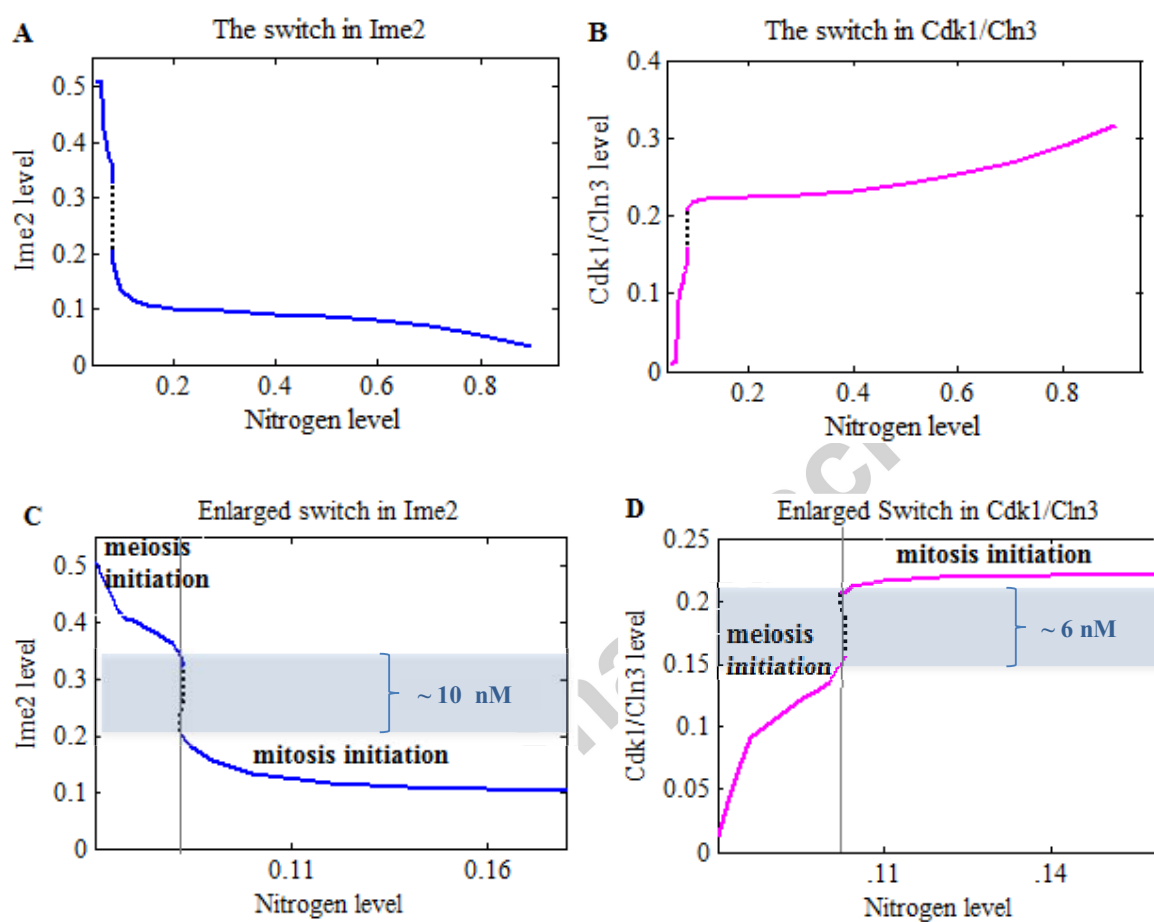 A
The switch in Ime2
Ime2 level
0.5
0.4
0.3
0.2
0.1
0
0.2
0.4
0.6
0.8
Nitrogen level
B
The switch in Cdk1/Cln3
Cdk1/Cln3 level
0.4
0.3
0.2
0.1
0
0.2
0.4
0.6
0.8
Nitrogen level
C
Enlarged switch in Ime2
Ime2 level
0.5
0.4
0.3
0.2
0.1
0
meiosis
initiation
~ 10 nM
mitosis initiation
0.11
0.16
Nitrogen level
D
Enlarged Switch in Cdk1/Cln3
Cdk1/Cln3 level
0.25
0.2
0.15
0.1
0.05
0
mitosis initiation
meiosis
initiation
~ 6 nM
.11
.14
Nitrogen level